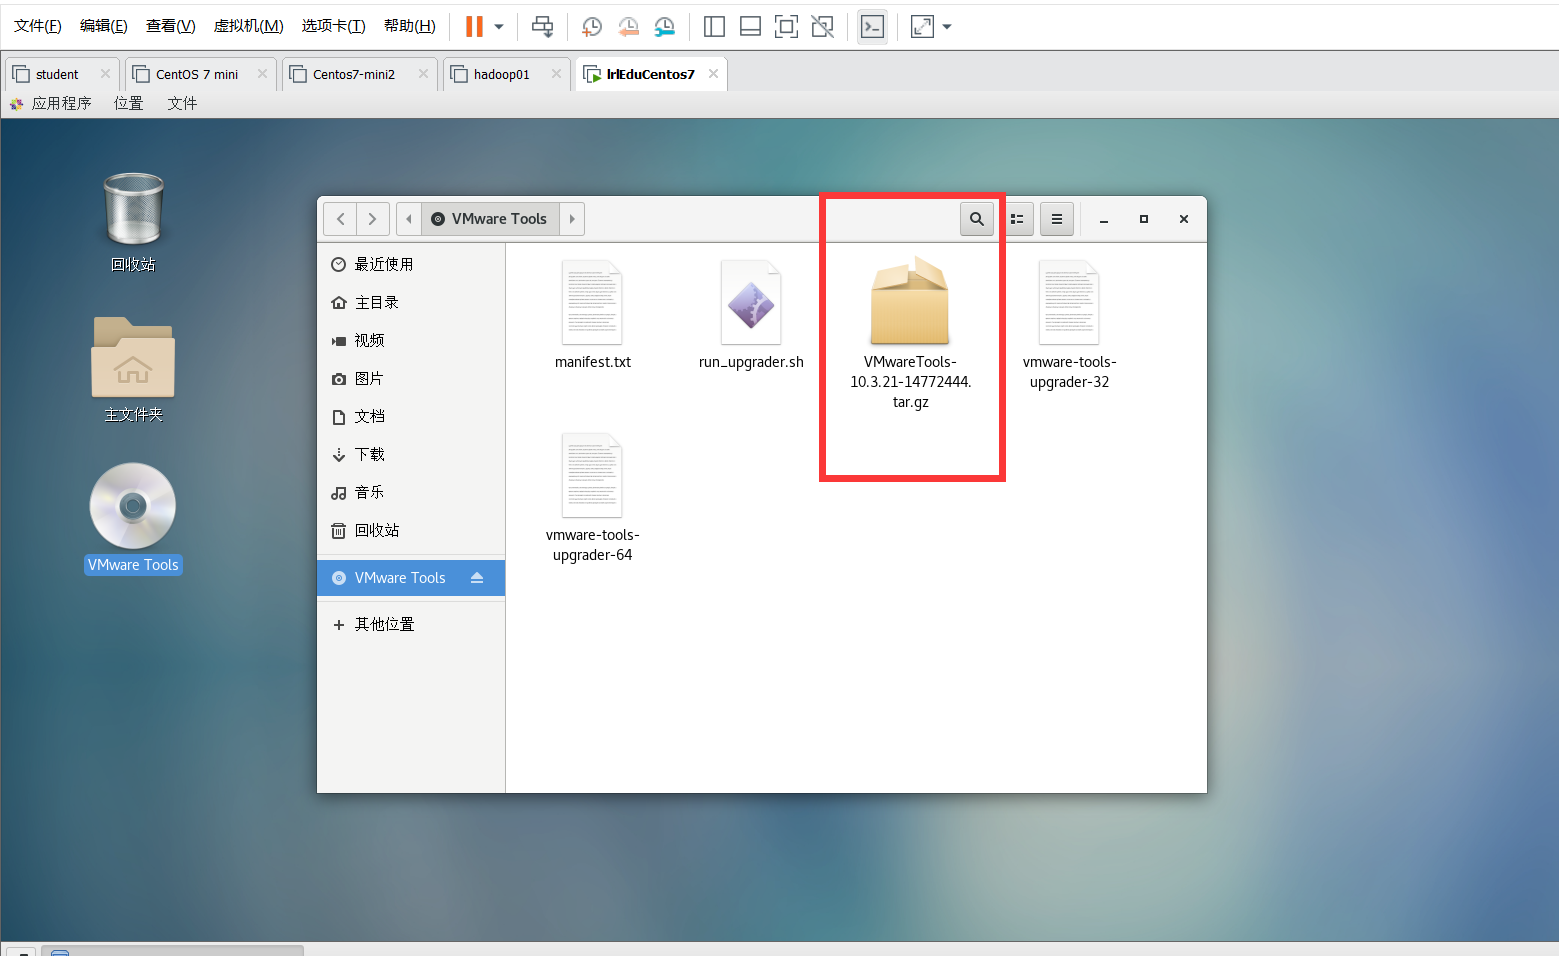 文件(F) 编辑(E) 查看(V) 虚拟机(M) 选项卡(T) 帮助(H)
student CentOS 7 mini Centos7-mini2 hadoop01 lrlEduCentos7
应用程序 位置 文件
回收站
主文件夹
VMware Tools
VMware Tools
最近使用
主目录
视频
图片
文档
下载
音乐
回收站
VMware Tools
其他位置
manifest.txt
run_upgrader.sh
VMwareTools-
10.3.21-14772444.
tar.gz
vmware-tools-
upgrader-32
vmware-tools-
upgrader-64